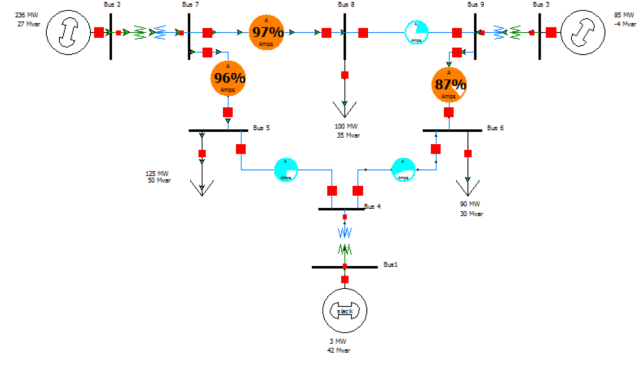 Bus 2
Bus 7
Bus 8
Bus 9
Bus 3
236 MW
27 Mvar
85 MW
-4 Mvar
A
97%
Amps
A
96%
Amps
A
87%
Amps
100 MW
35 Mvar
Bus 5
Bus 6
125 MW
50 Mvar
A
Amps
A
Amps
90 MW
30 Mvar
Bus 4
Bus1
slack
3 MW
42 Mvar